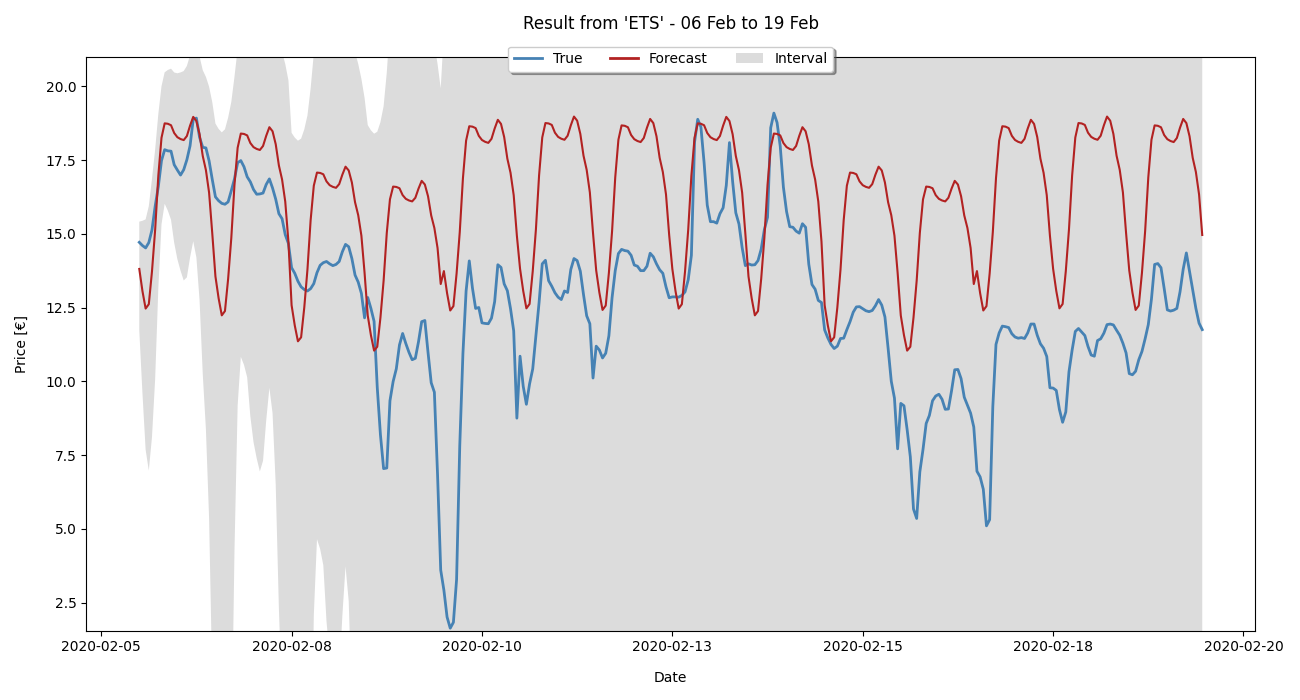 Result from 'ETS' - 06 Feb to 19 Feb
True Forecast Interval
20.0
17.5
15.0
12.5
10.0
7.5
5.0
2.5
Price [€]
2020-02-05 2020-02-08 2020-02-10 2020-02-13 2020-02-15 2020-02-18 2020-02-20
Date